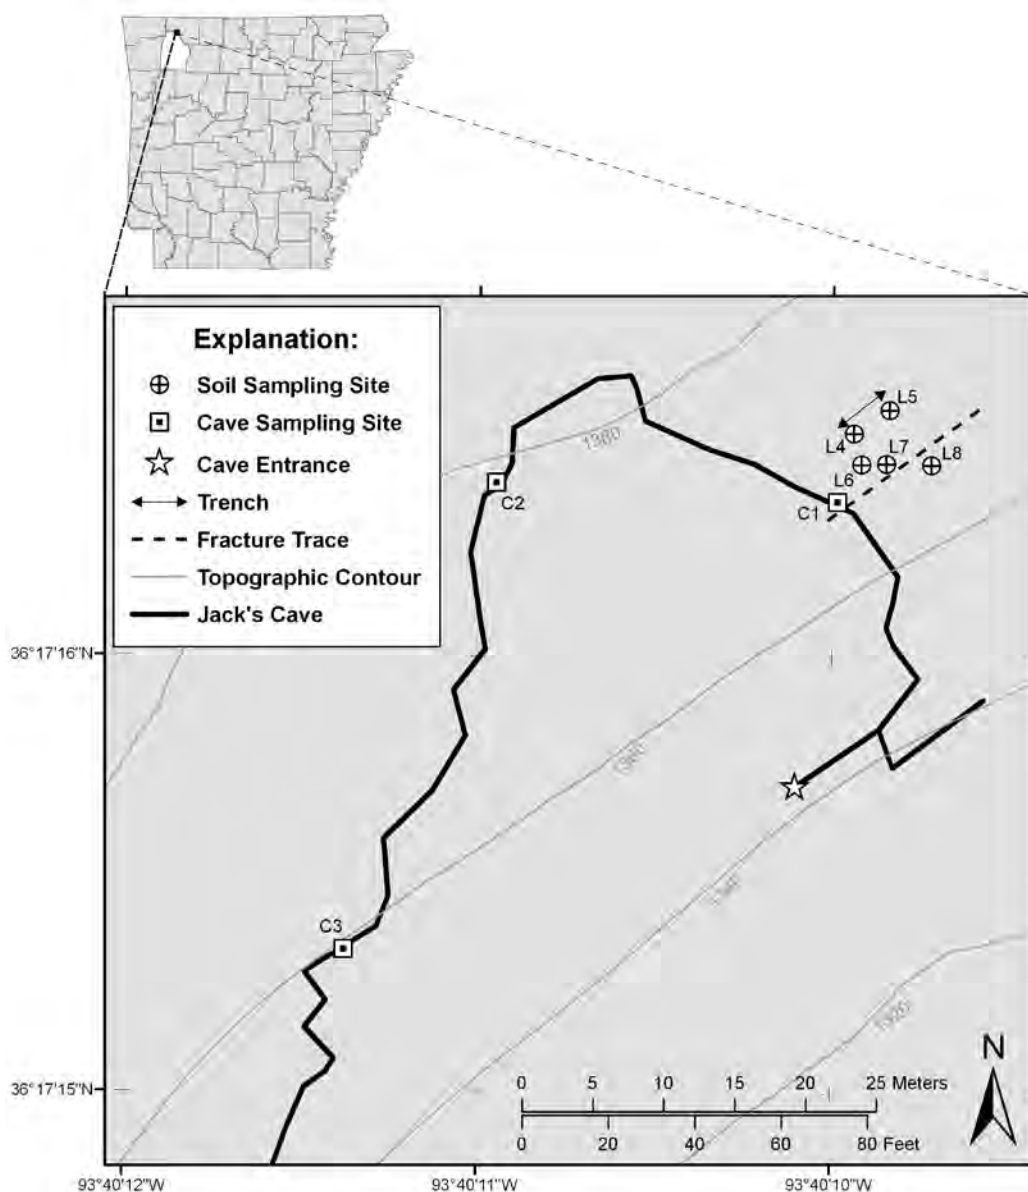 Explanation:
Soil Sampling Site
Cave Sampling Site
Cave Entrance
Trench
Fracture Trace
Topographic Contour
Jack's Cave
L5
L4
L7
L6
L8
C1
C2
1360
36°17'16"N
C3
1320
36°17'15"N
N
0 5 10 15 20 25 Meters
0 20 40 60 80 Feet
93°40'12"W 93°40'11"W 93°40'10"W